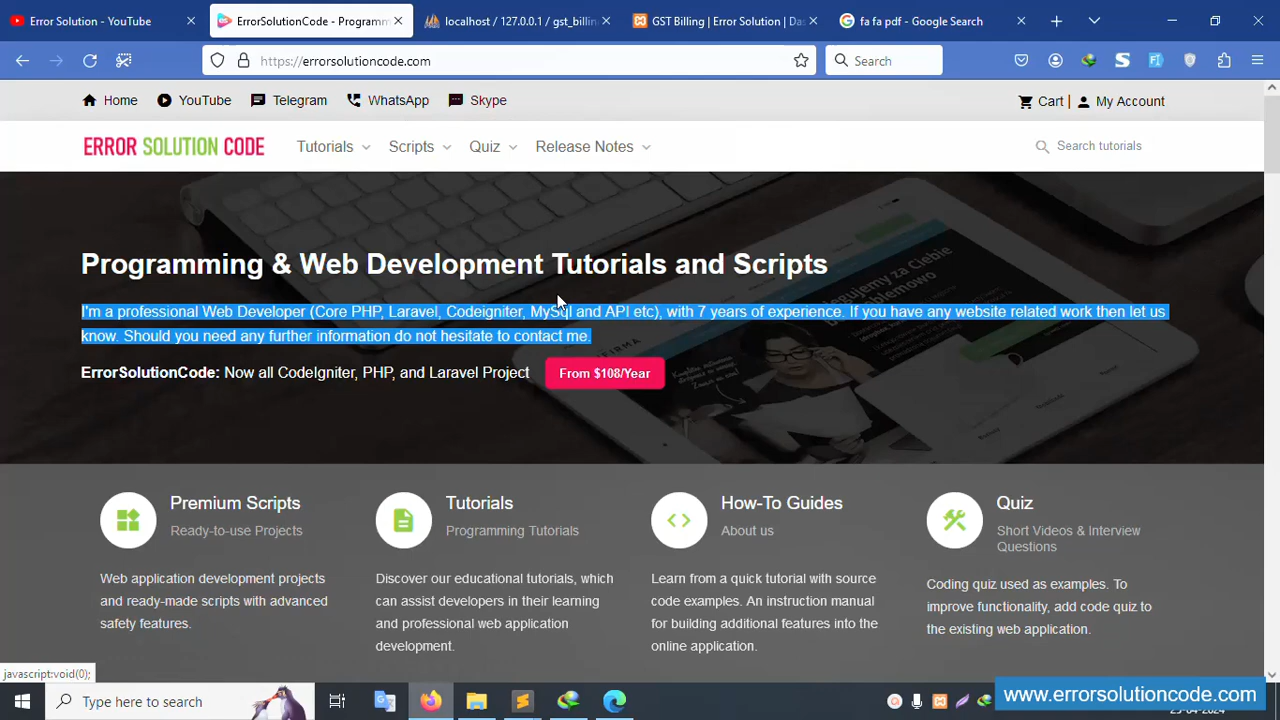 Error Solution - YouTube
ErrorSolutionCode - Programm
localhost / 127.0.0.1 / gst_billin
GST Billing | Error Solution | Da
fa fa pdf - Google Search
https://errorsolutioncode.com
Search
Home
YouTube
Telegram
WhatsApp
Skype
Cart |
My Account
ERROR SOLUTION CODE
Tutorials
Scripts
Quiz
Release Notes
Search tutorials
Programming & Web Development Tutorials and Scripts
I'm a professional Web Developer (Core PHP, Laravel, Codeigniter, MySql and API etc), with 7 years of experience. If you have any website related work then let us
know. Should you need any further information do not hesitate to contact me.
ErrorSolutionCode: Now all CodeIgniter, PHP, and Laravel Project
From $108/Year
Premium Scripts
Ready-to-use Projects
Web application development projects
and ready-made scripts with advanced
safety features.
Tutorials
Programming Tutorials
Discover our educational tutorials, which
can assist developers in their learning
and professional web application
development.
How-To Guides
About us
Learn from a quick tutorial with source
code examples. An instruction manual
for building additional features into the
online application.
Quiz
Short Videos & Interview
Questions
Coding quiz used as examples. To
improve functionality, add code quiz to
the existing web application.
javascript:void(0);
Type here to search
www.errorsolutioncode.com